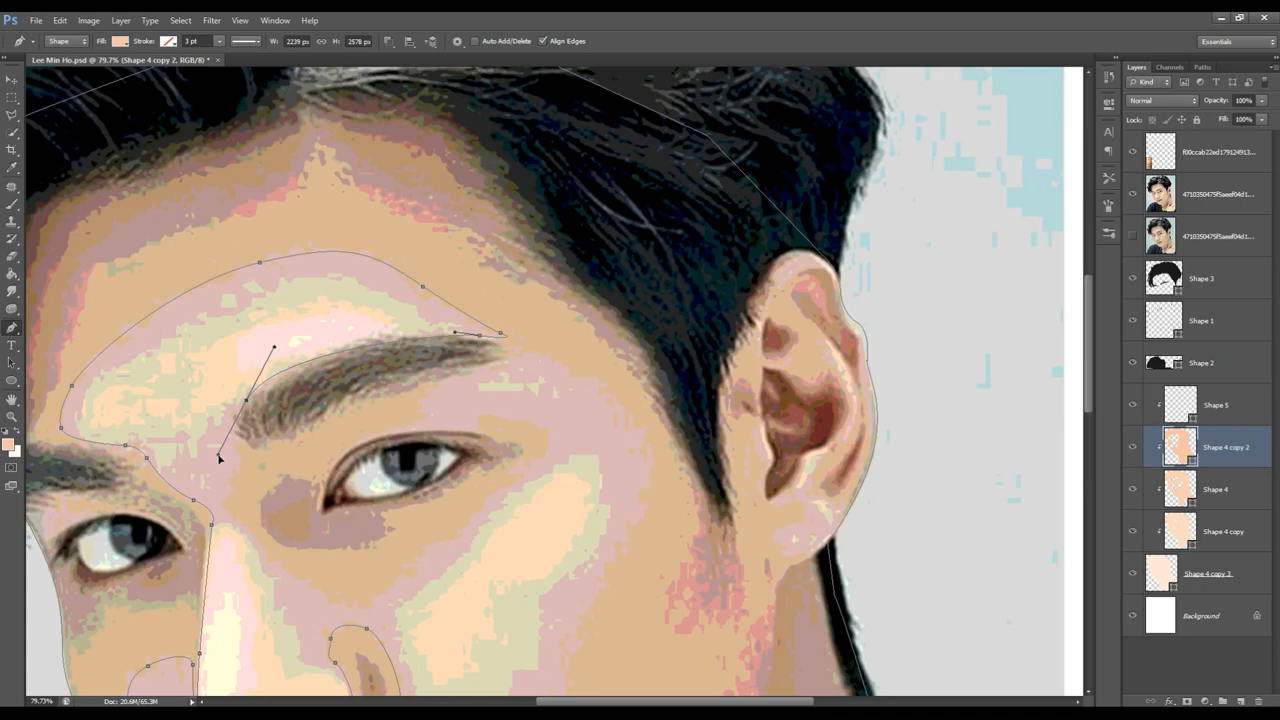 Ps File Edit Image Layer Type Select Filter View Window Help
Shape Fill: Stroke: 3 pt W: 2239 px H: 2578 px Auto Add/Delete Align Edges Essentials
Lee Min Ho.psd @ 79.7% (Shape 4 copy 2, RGB/8) * ×
Layers Channels Paths
Kind
Normal Opacity: 100%
Lock: Fill: 100%
f00ccab22ed179124913...
4710350475f5aeef04d1...
4710350475f5aeef04d1...
Shape 3
Shape 1
Shape 2
Shape 5
Shape 4 copy 2
Shape 4
Shape 4 copy
Shape 4 copy 3
Background
79.73% Doc: 20.6M/65.3M